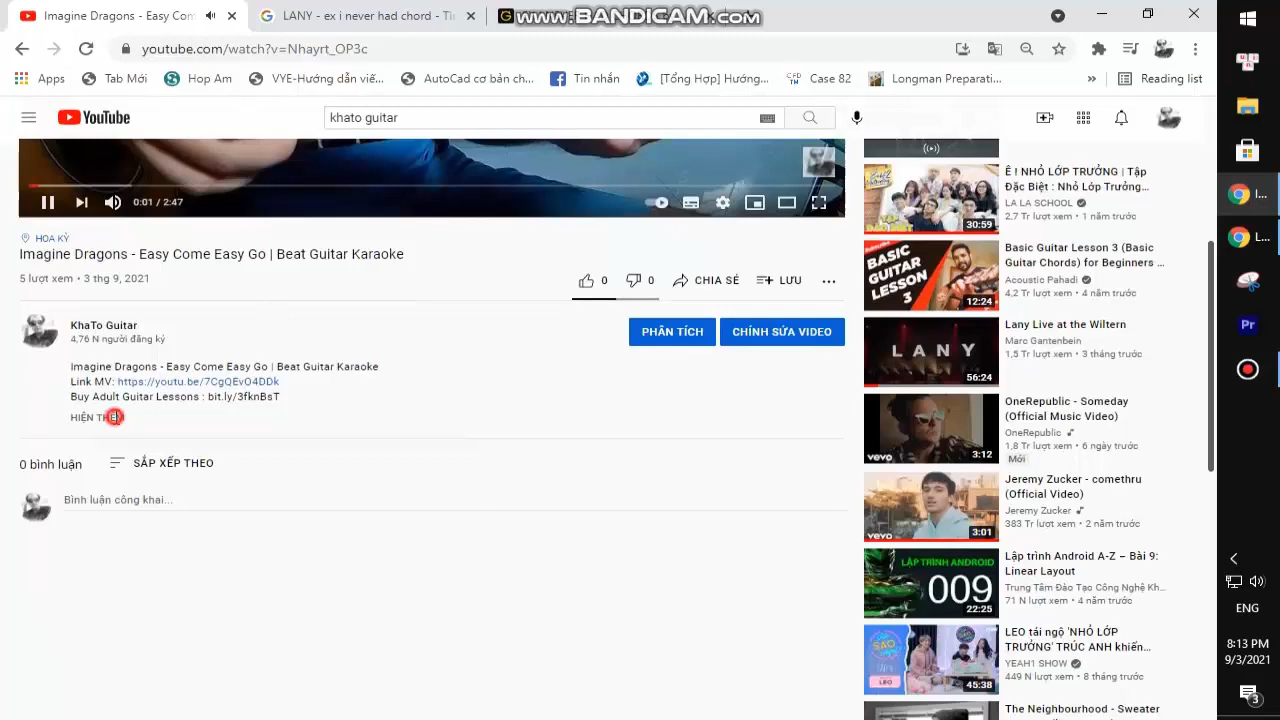 Imagine Dragons - Easy Com
LANY - ex i never had chord - Tì
www.BANDICAM.com
youtube.com/watch?v=Nhayrt_OP3c
Apps
Tab Mới
Hop Am
VYE-Hướng dẫn viế...
AutoCad cơ bản ch...
Tin nhắn
[Tổng Hợp] Hướng...
Case 82
Longman Preparati...
»
Reading list
YouTube
khato guitar
0:01 / 2:47
HOA KỲ
Imagine Dragons - Easy Come Easy Go | Beat Guitar Karaoke
5 lượt xem • 3 thg 9, 2021
0
0
CHIA SẺ
LƯU
KhaTo Guitar
4,76 N người đăng ký
PHÂN TÍCH
CHỈNH SỬA VIDEO
Imagine Dragons - Easy Come Easy Go | Beat Guitar Karaoke
Link MV: https://youtu.be/7CgQEvO4DDk
Buy Adult Guitar Lessons : bit.ly/3fknBsT
HIỆN THÊM
0 bình luận
SẮP XẾP THEO
Bình luận công khai...
Ê ! NHỎ LỚP TRƯỞNG | Tập
Đặc Biệt : Nhỏ Lớp Trưởng...
LA LA SCHOOL
2,7 Tr lượt xem • 1 năm trước
30:59
Basic Guitar Lesson 3 (Basic
Guitar Chords) for Beginners ...
Acoustic Pahadi
4,2 Tr lượt xem • 4 năm trước
BASIC
GUITAR
LESSON
3
12:24
Lany Live at the Wiltern
Marc Gantenbein
1,5 Tr lượt xem • 3 tháng trước
LANY
56:24
OneRepublic - Someday
(Official Music Video)
OneRepublic
1,8 Tr lượt xem • 6 ngày trước
Mới
vevo
3:12
Jeremy Zucker - comethru
(Official Video)
Jeremy Zucker
383 Tr lượt xem • 2 năm trước
vevo
3:01
Lập trình Android A-Z – Bài 9:
Linear Layout
Trung Tâm Đào Tạo Công Nghệ Kh...
71 N lượt xem • 4 năm trước
LẬP TRÌNH ANDROID
009
22:25
LEO tái ngộ 'NHỎ LỚP
TRƯỞNG' TRÚC ANH khiến...
YEAH1 SHOW
449 N lượt xem • 8 tháng trước
SAO
LEO
45:38
The Neighbourhood - Sweater
I...
L...
Pr
ENG
8:13 PM
9/3/2021
3